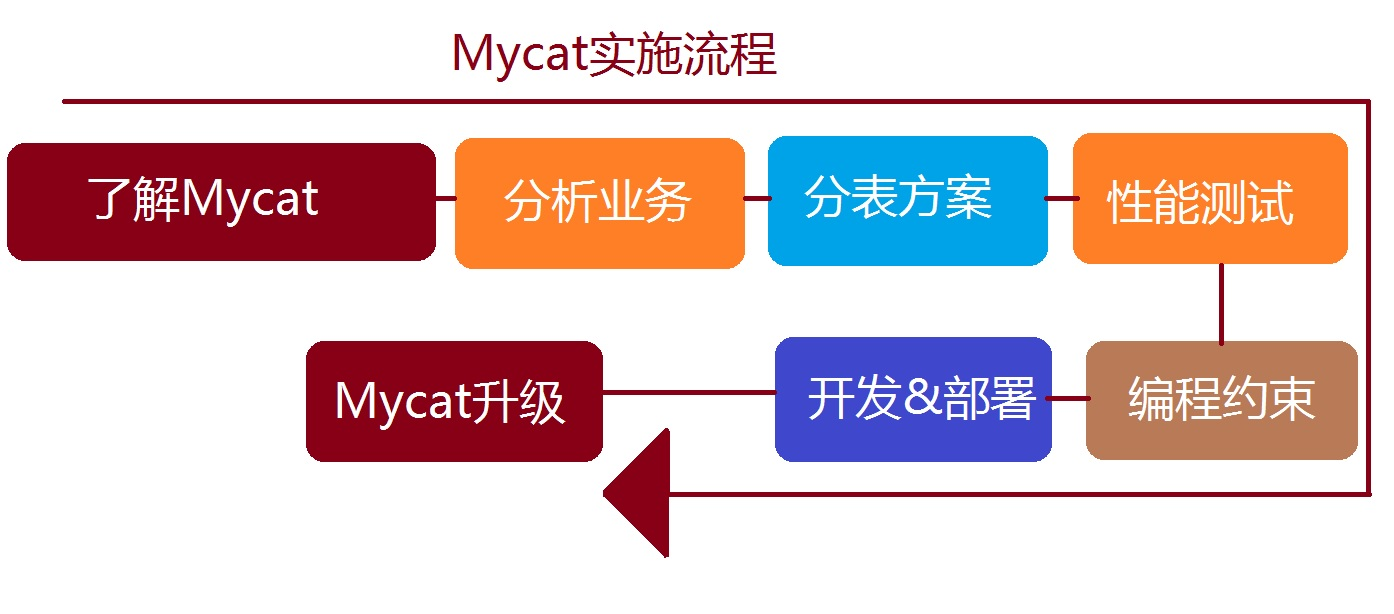 Mycat实施流程
了解Mycat
分析业务
分表方案
性能测试
编程约束
开发&部署
Mycat升级